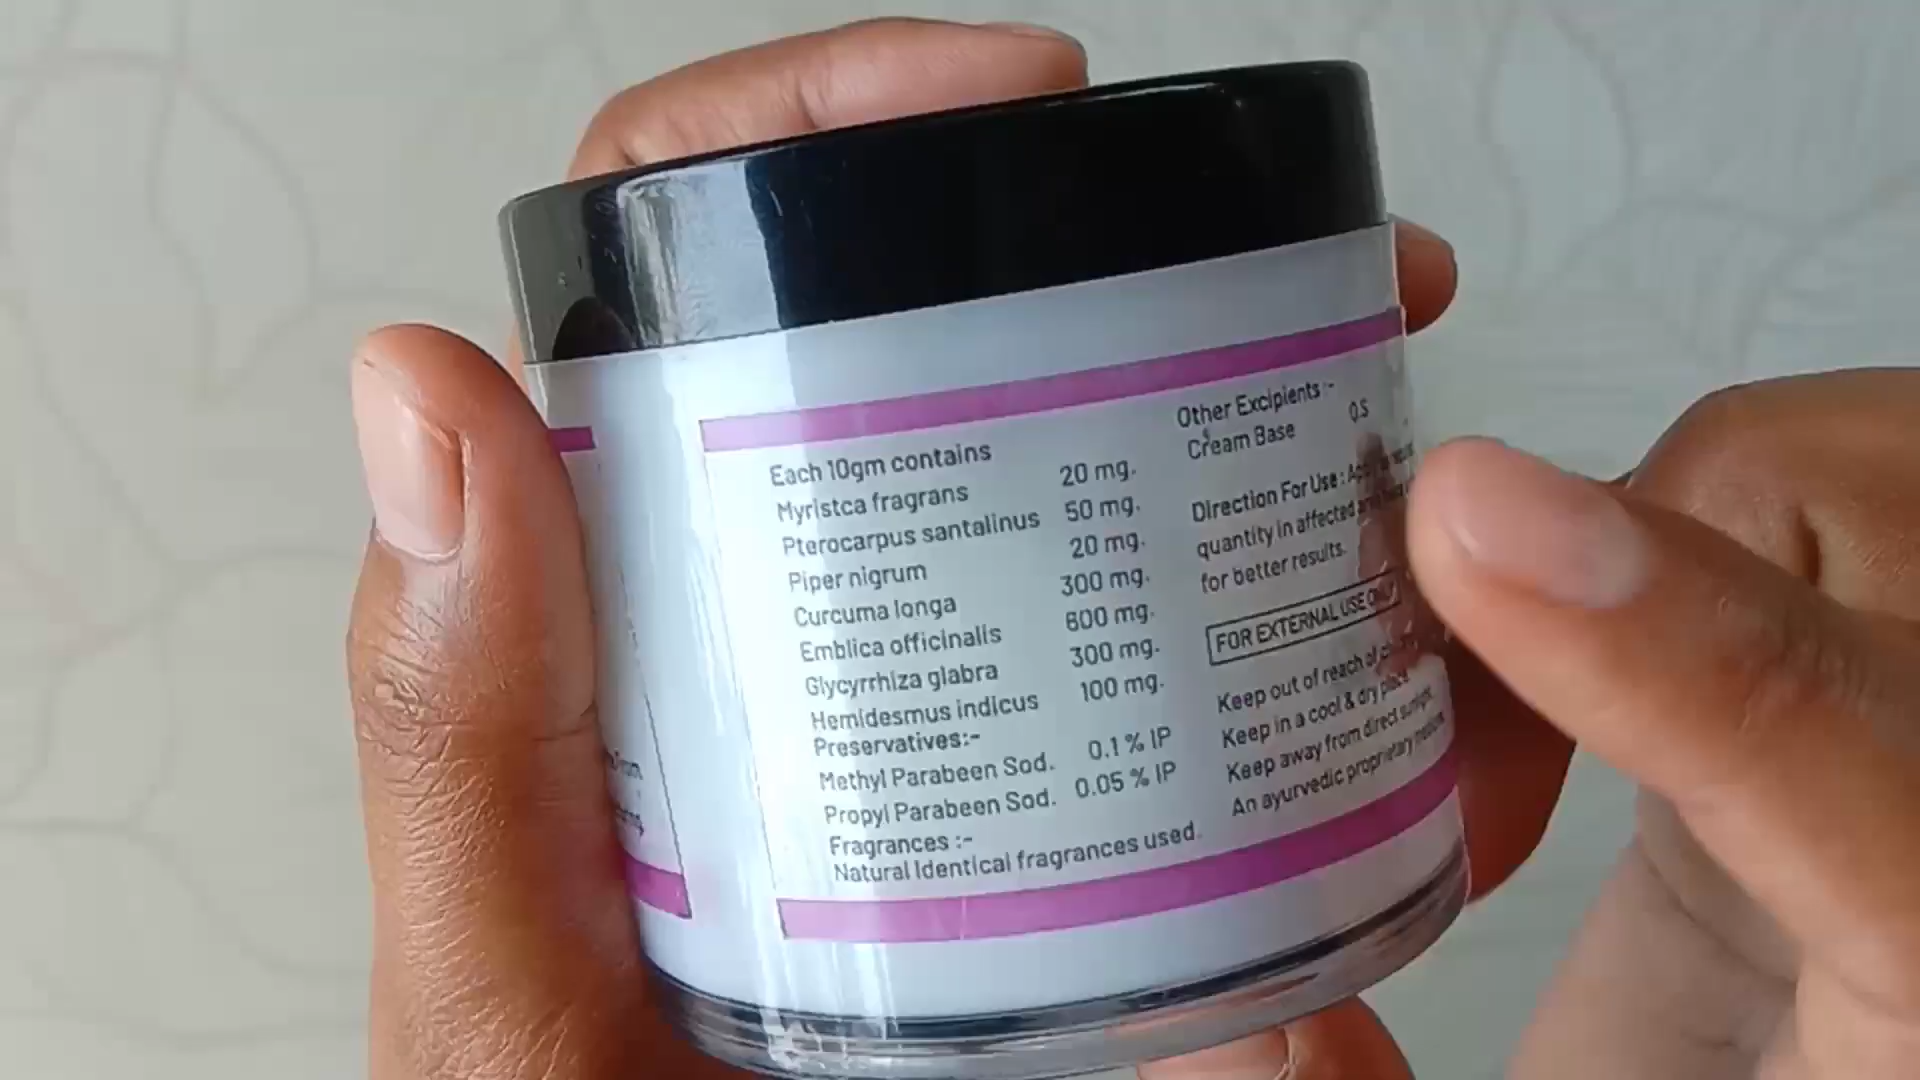 Each 10gm contains
Myristca fragrans 20 mg.
Pterocarpus santalinus 50 mg.
Piper nigrum 20 mg.
Curcuma longa 300 mg.
Emblica officinalis 600 mg.
Glycyrrhiza glabra 300 mg.
Hemidesmus indicus 100 mg.
Preservatives:-
Methyl Parabeen Sod. 0.1 % IP
Propyl Parabeen Sod. 0.05 % IP
Fragrances :-
Natural Identical fragrances used.
Other Excipients :-
Cream Base Q.S
Direction For Use :
quantity in affected
for better results.
FOR EXTERNAL USE ONLY
Keep out of reach of
Keep in a cool & dry place
Keep away from direct sunlight
An ayurvedic proprietary